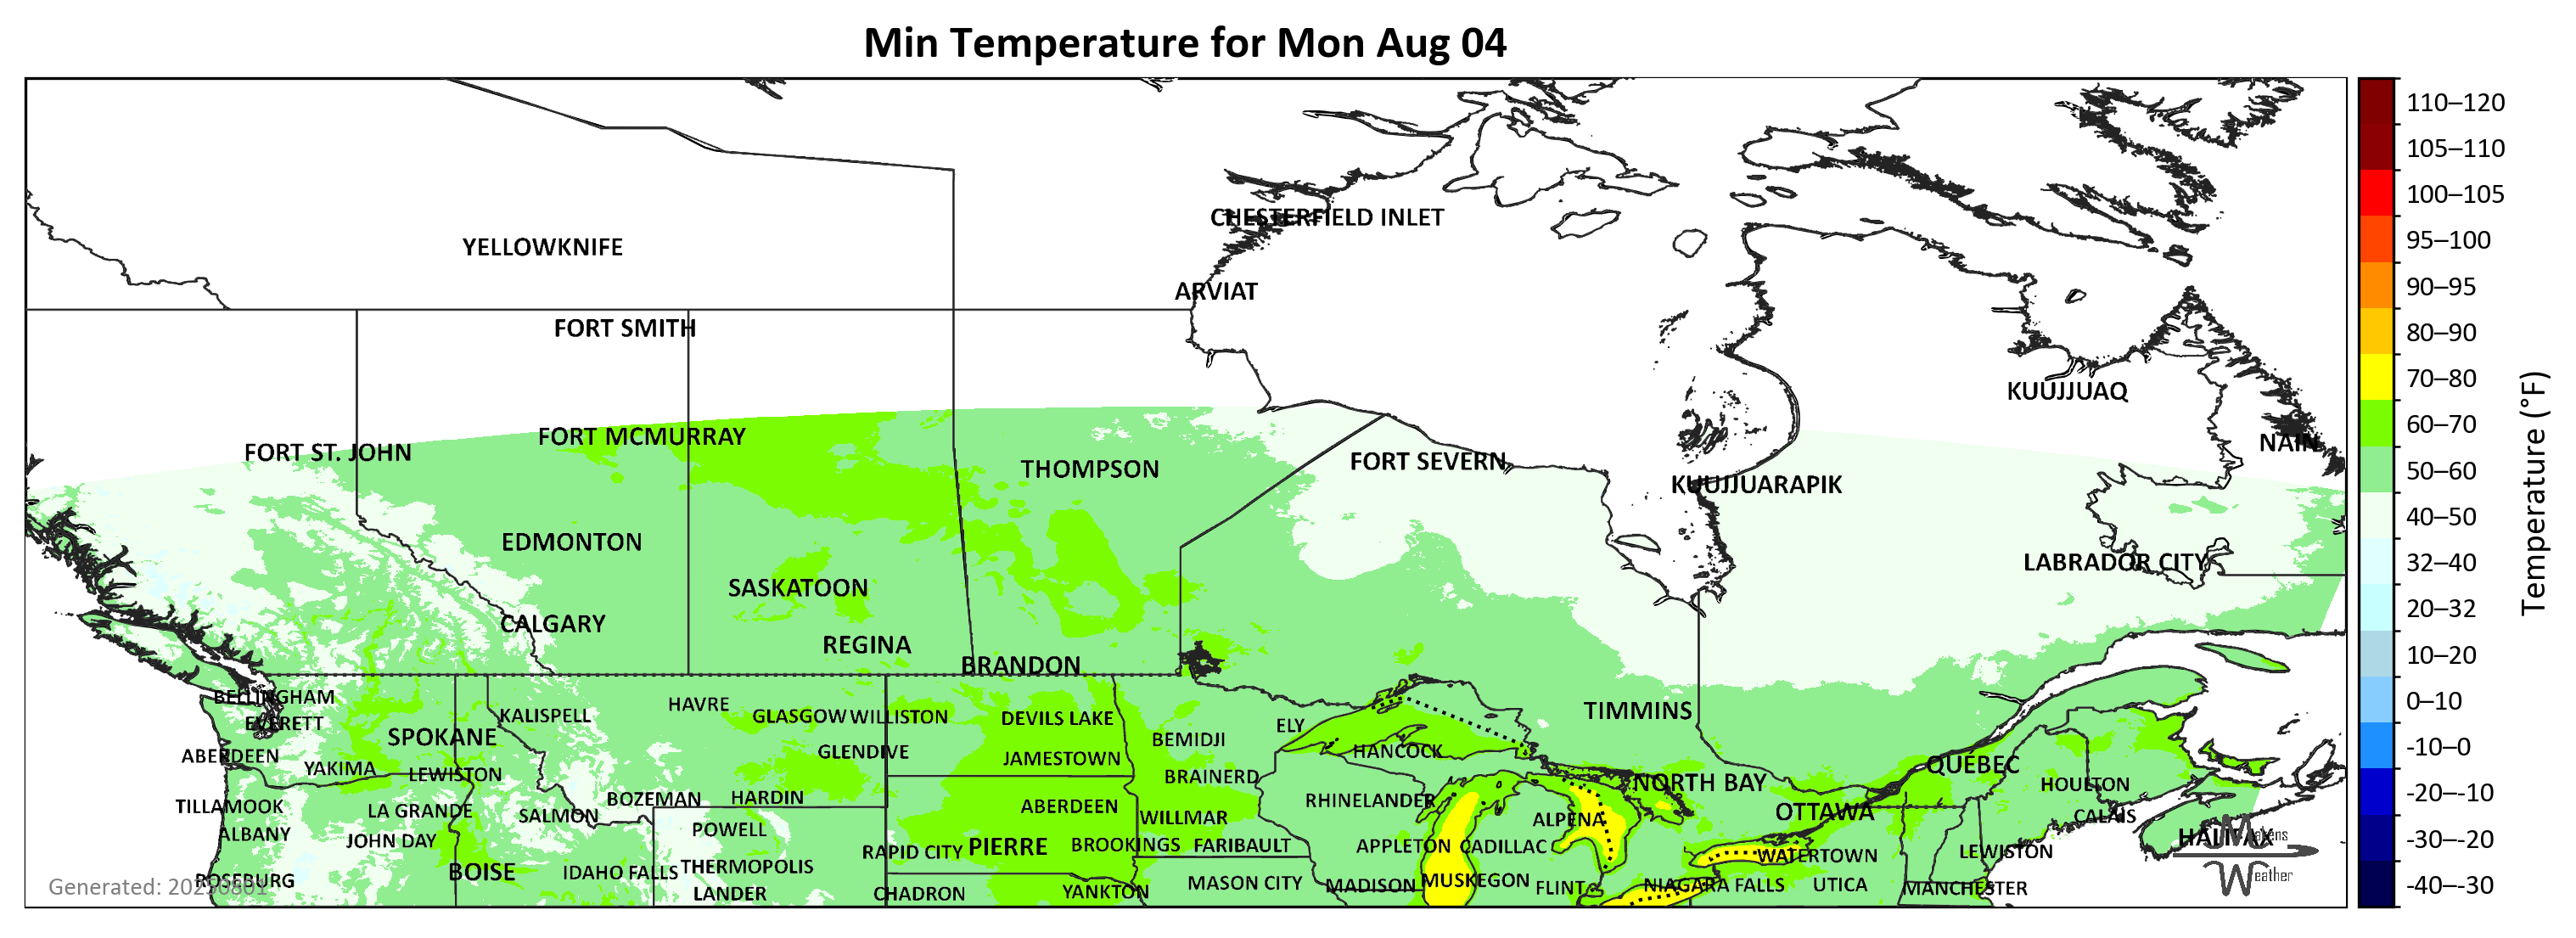 Min Temperature for Mon Aug 04
CHESTERFIELD INLET
YELLOWKNIFE
ARVIAT
FORT SMITH
KUUJJUAQ
FORT MCMURRAY
FORT ST. JOHN
NAIN
FORT SEVERN
THOMPSON
KUUJJUARAPIK
EDMONTON
LABRADOR CITY
SASKATOON
CALGARY
REGINA
BRANDON
BELLINGHAM
HAVRE
KALISPELL
GLASGOW
WILLISTON
DEVILS LAKE
TIMMINS
EVERETT
ELY
SPOKANE
BEMIDJI
HANCOCK
GLENDIVE
ABERDEEN
JAMESTOWN
QUÉBEC
YAKIMA
LEWISTON
BRAINERD
NORTH BAY
HOULTON
BOZEMAN
HARDIN
RHINELANDER
TILLAMOOK
ABERDEEN
LA GRANDE
SALMON
WILLMAR
OTTAWA
CALAIS
ALPENA
POWELL
ALBANY
HALIFAX
JOHN DAY
PIERRE
BROOKINGS
FARIBAULT
APPLETON
CADILLAC
RAPID CITY
LEWISTON
WATERTOWN
THERMOPOLIS
BOISE
IDAHO FALLS
ROSEBURG
MUSKEGON
MASON CITY
MADISON
NIAGARA FALLS
UTICA
FLINT
MANCHESTER
LANDER
CHADRON
YANKTON
Generated: 20250801
Makens
Weather
110–120
105–110
100–105
95–100
90–95
80–90
70–80
60–70
50–60
40–50
32–40
20–32
10–20
0–10
-10–0
-20–-10
-30–-20
-40–-30
Temperature (°F)